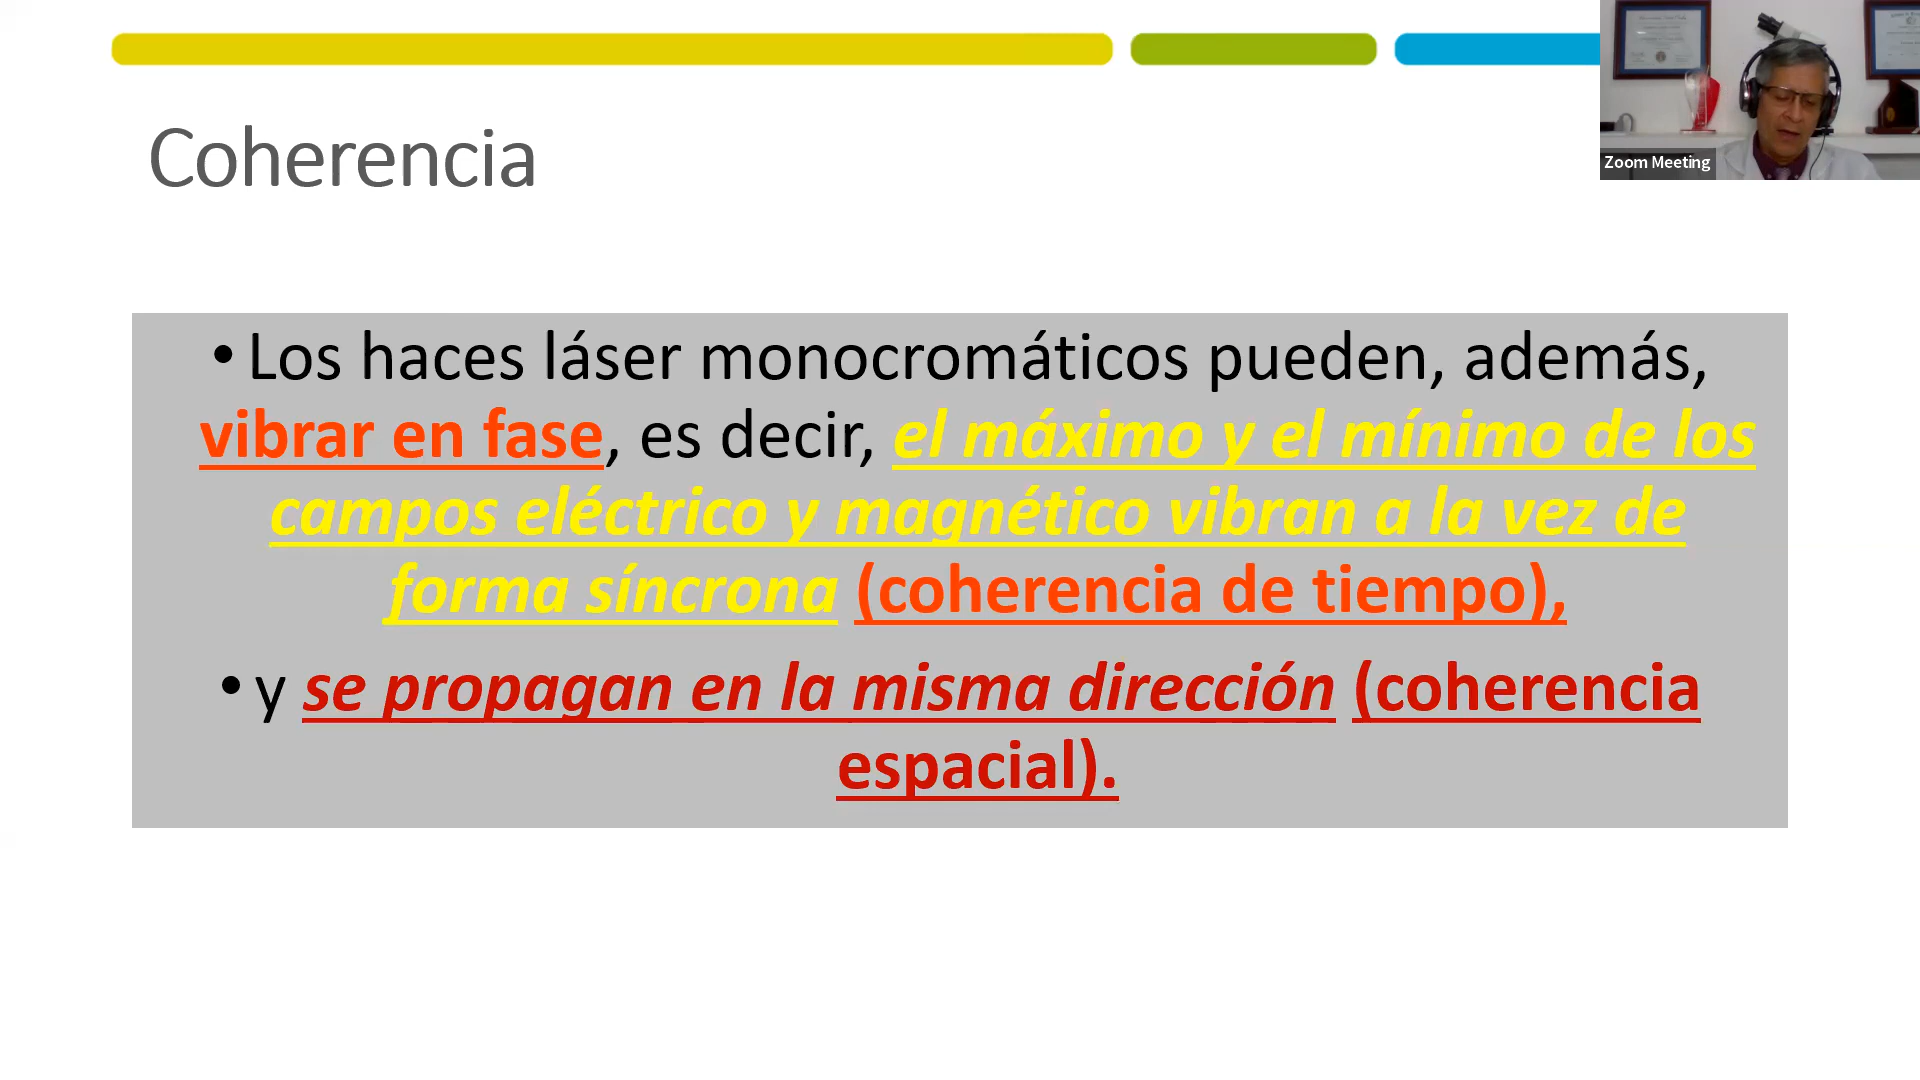 Coherencia
Zoom Meeting
•Los haces láser monocromáticos pueden, además,
vibrar en fase, es decir, el máximo y el mínimo de los
campos eléctrico y magnético vibran a la vez de
forma síncrona (coherencia de tiempo),
•y se propagan en la misma dirección (coherencia
espacial).